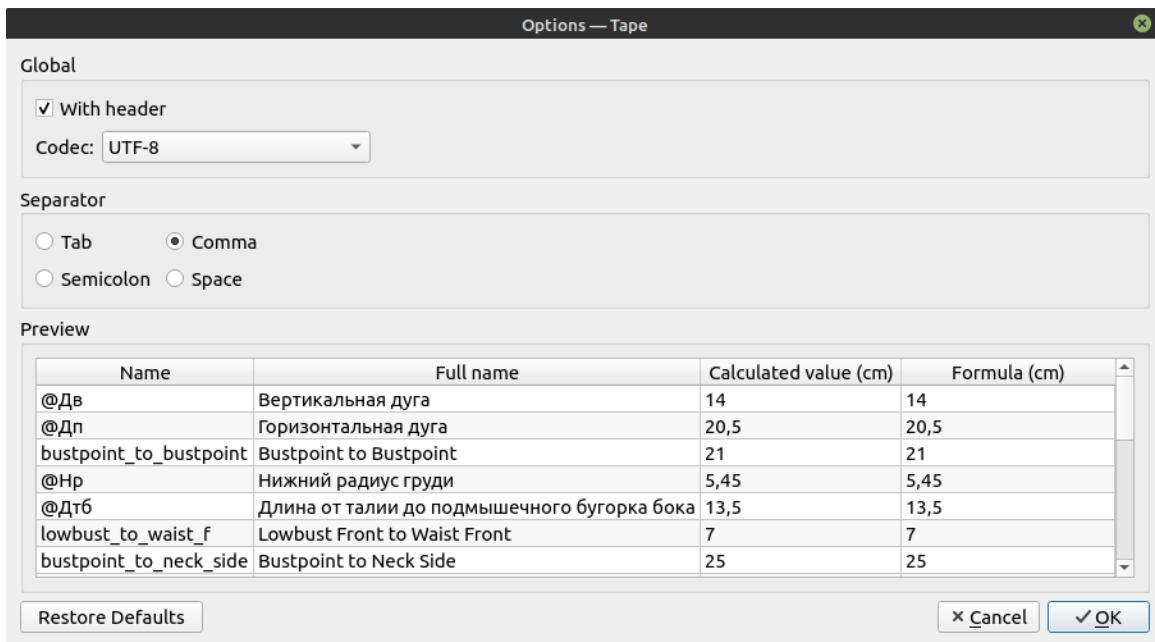 Options — Tape
Global
With header
Codec: UTF-8
Separator
Tab Comma
Semicolon Space
Preview
Name Full name Calculated value (cm) Formula (cm)
@Дв Вертикальная дуга 14 14
@Дп Горизонтальная дуга 20,5 20,5
bustpoint_to_bustpoint Bustpoint to Bustpoint 21 21
@Нр Нижний радиус груди 5,45 5,45
@Дтб Длина от талии до подмышечного бугорка бока 13,5 13,5
lowbust_to_waist_f Lowbust Front to Waist Front 7 7
bustpoint_to_neck_side Bustpoint to Neck Side 25 25
Restore Defaults Cancel OK